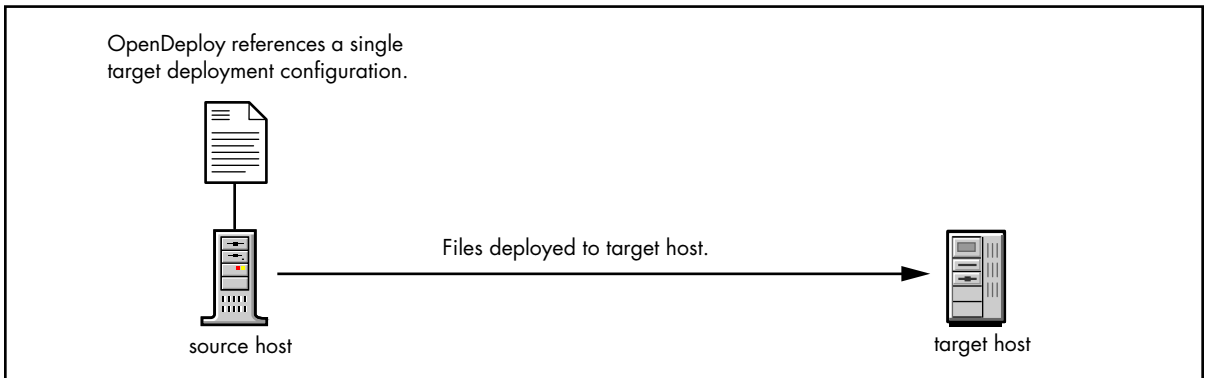 OpenDeploy references a single
target deployment configuration.
Files deployed to target host.
source host
target host